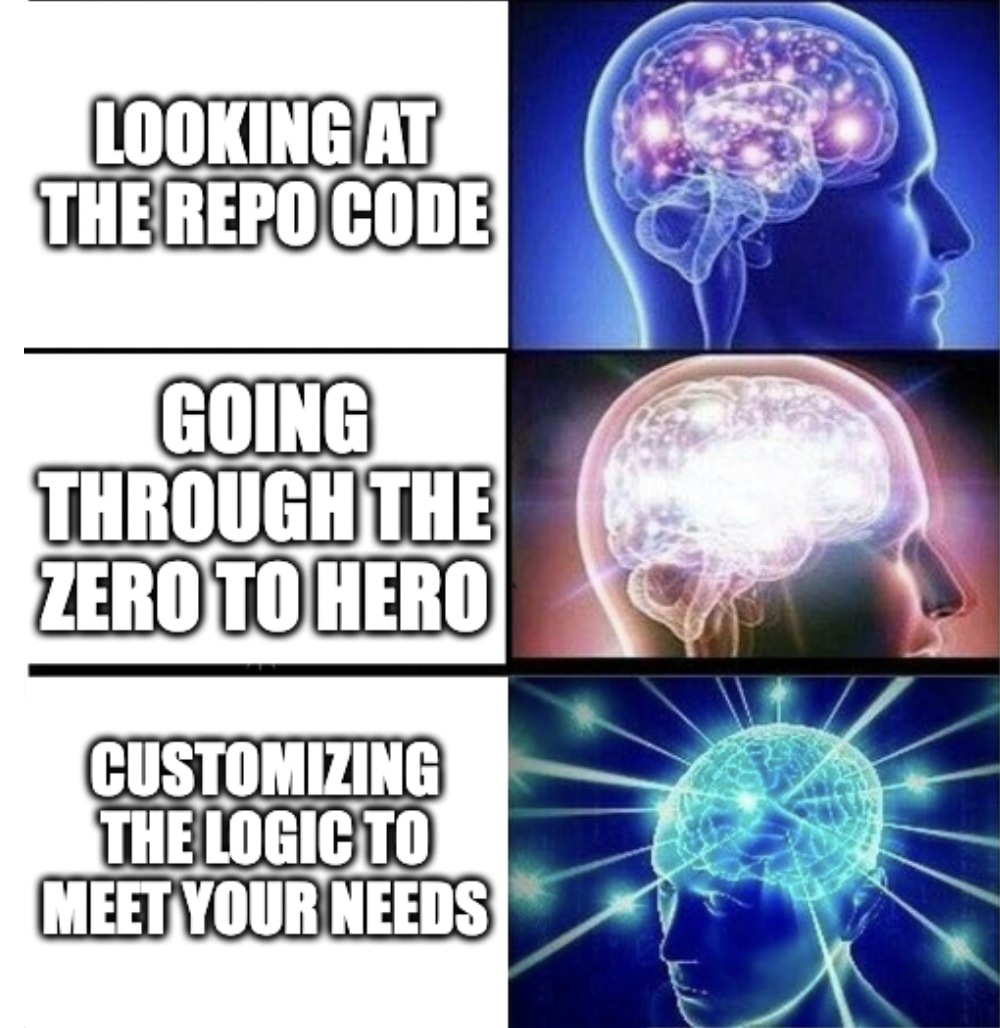 LOOKING AT
THE REPO CODE
GOING
THROUGH THE
ZERO TO HERO
CUSTOMIZING
THE LOGIC TO
MEET YOUR NEEDS